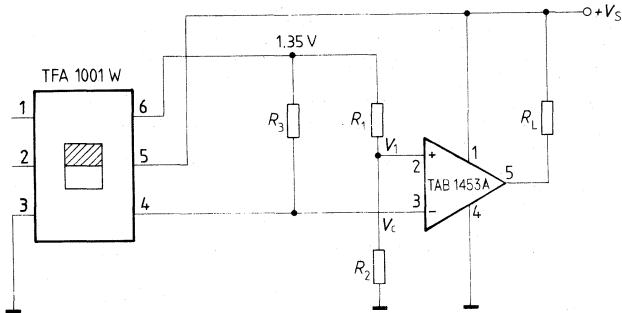 +V_S
1.35 V
TFA 1001 W
1
6
R_3
R_1
R_L
V_1
2
5
+
2
1
TAB 1453A
5
3
4
3
−
4
V_c
R_2